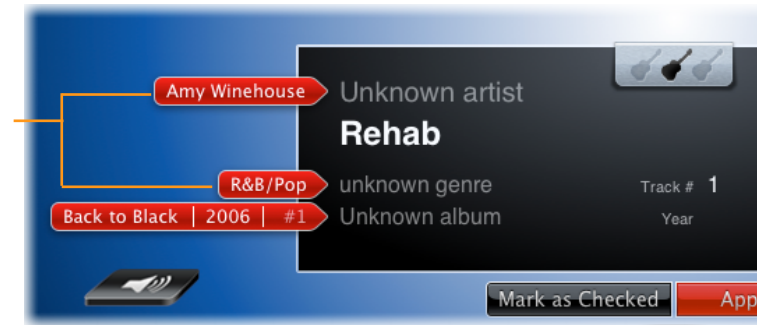 Amy Winehouse Unknown artist
Rehab
R&B/Pop unknown genre Track # 1
Back to Black | 2006 | #1 Unknown album Year
Mark as Checked App